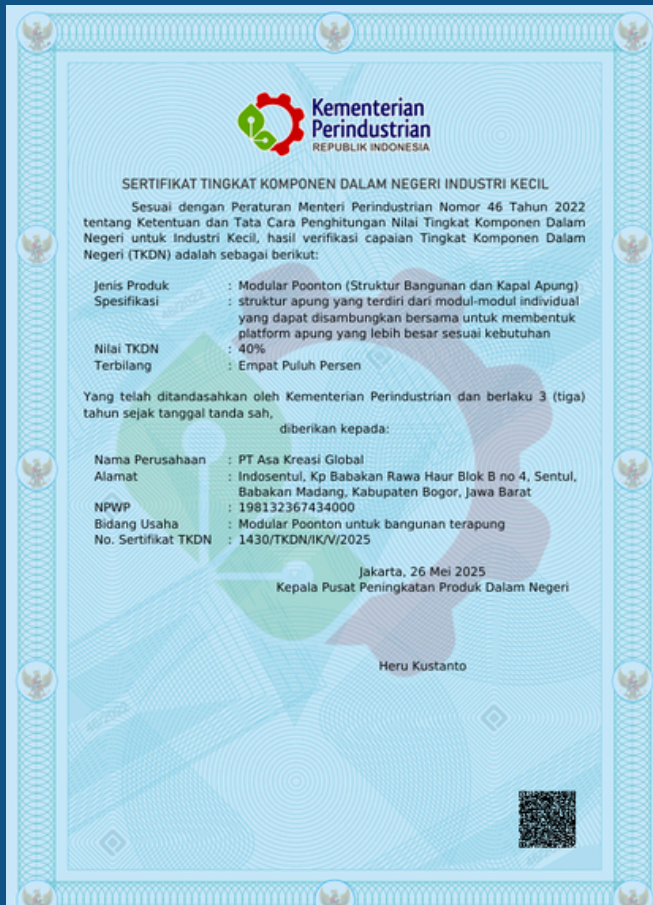 Kementerian
Perindustrian
REPUBLIK INDONESIA
SERTIFIKAT TINGKAT KOMPONEN DALAM NEGERI INDUSTRI KECIL
Sesuai dengan Peraturan Menteri Perindustrian Nomor 46 Tahun 2022
tentang Ketentuan dan Tata Cara Penghitungan Nilai Tingkat Komponen Dalam
Negeri untuk Industri Kecil, hasil verifikasi capaian Tingkat Komponen Dalam
Negeri (TKDN) adalah sebagai berikut:
Jenis Produk : Modular Poonton (Struktur Bangunan dan Kapal Apung)
Spesifikasi : struktur apung yang terdiri dari modul-modul individual
yang dapat disambungkan bersama untuk membentuk
platform apung yang lebih besar sesuai kebutuhan
Nilai TKDN : 40%
Terbilang : Empat Puluh Persen
Yang telah ditandasahkan oleh Kementerian Perindustrian dan berlaku 3 (tiga)
tahun sejak tanggal tanda sah,
diberikan kepada:
Nama Perusahaan : PT Asa Kreasi Global
Alamat : Indosentul, Kp Babakan Rawa Haur Blok B no 4, Sentul,
Babakan Madang, Kabupaten Bogor, Jawa Barat
NPWP : 198132367434000
Bidang Usaha : Modular Poonton untuk bangunan terapung
No. Sertifikat TKDN : 1430/TKDN/IK/V/2025
Jakarta, 26 Mei 2025
Kepala Pusat Peningkatan Produk Dalam Negeri
Heru Kustanto